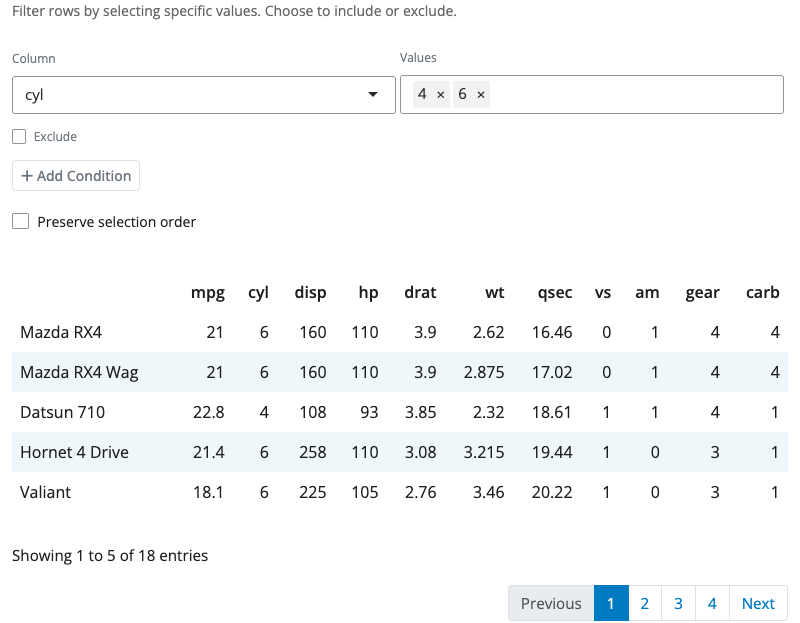 Filter rows by selecting specific values. Choose to include or exclude.
Column Values
cyl 4 × 6 ×
Exclude
+ Add Condition
Preserve selection order
mpg cyl disp hp drat wt qsec vs am gear carb
Mazda RX4 21 6 160 110 3.9 2.62 16.46 0 1 4 4
Mazda RX4 Wag 21 6 160 110 3.9 2.875 17.02 0 1 4 4
Datsun 710 22.8 4 108 93 3.85 2.32 18.61 1 1 4 1
Hornet 4 Drive 21.4 6 258 110 3.08 3.215 19.44 1 0 3 1
Valiant 18.1 6 225 105 2.76 3.46 20.22 1 0 3 1
Showing 1 to 5 of 18 entries
Previous 1 2 3 4 Next